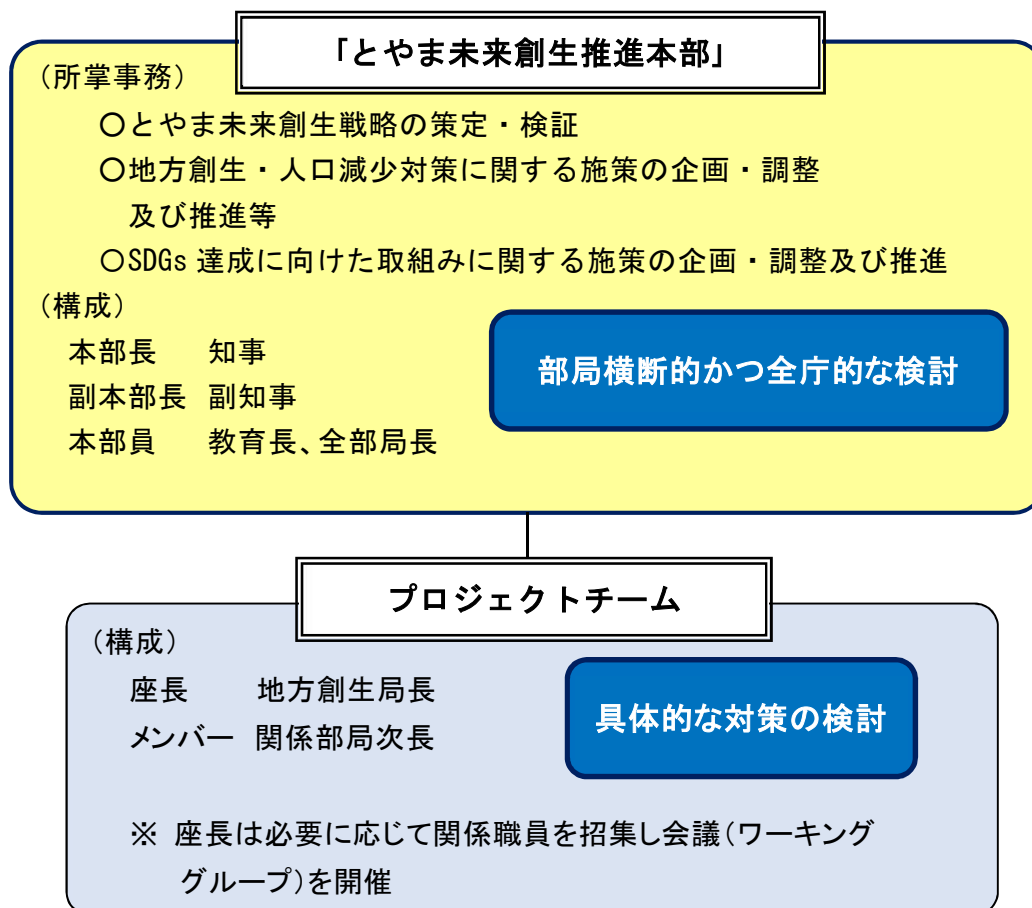 「とやま未来創生推進本部」
（所掌事務）
〇とやま未来創生戦略の策定・検証
〇地方創生・人口減少対策に関する施策の企画・調整
及び推進等
〇SDGs 達成に向けた取組みに関する施策の企画・調整及び推進
（構成）
本部長　　知事
副本部長　副知事
本部員　　教育長、全部局長
部局横断的かつ全庁的な検討
プロジェクトチーム
（構成）
座長　　　地方創生局長
メンバー　関係部局次長
具体的な対策の検討
※ 座長は必要に応じて関係職員を招集し会議（ワーキング
グループ）を開催